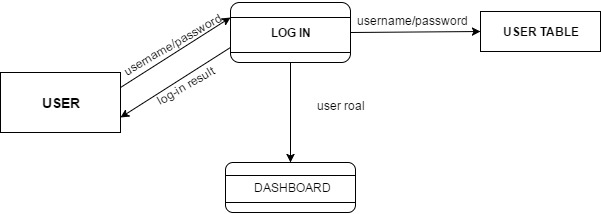 LOG IN
username/password
USER TABLE
username/password
log-in result
USER
user roal
DASHBOARD